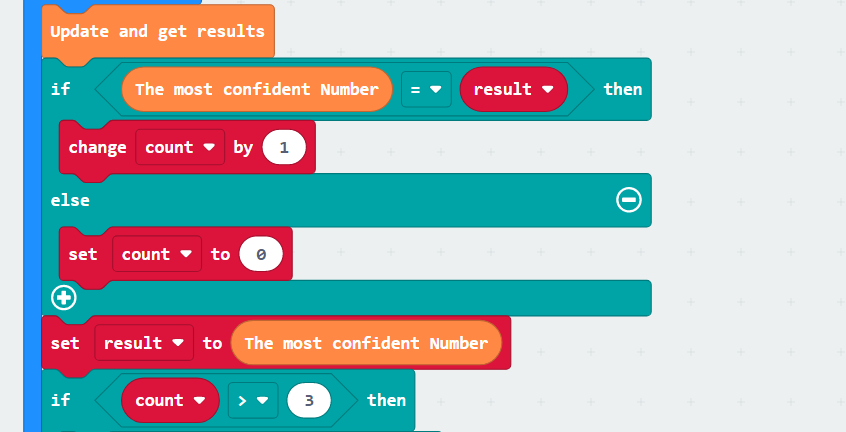 Update and get results
if The most confident Number = result then
change count by 1
else
set count to 0
set result to The most confident Number
if count > 3 then